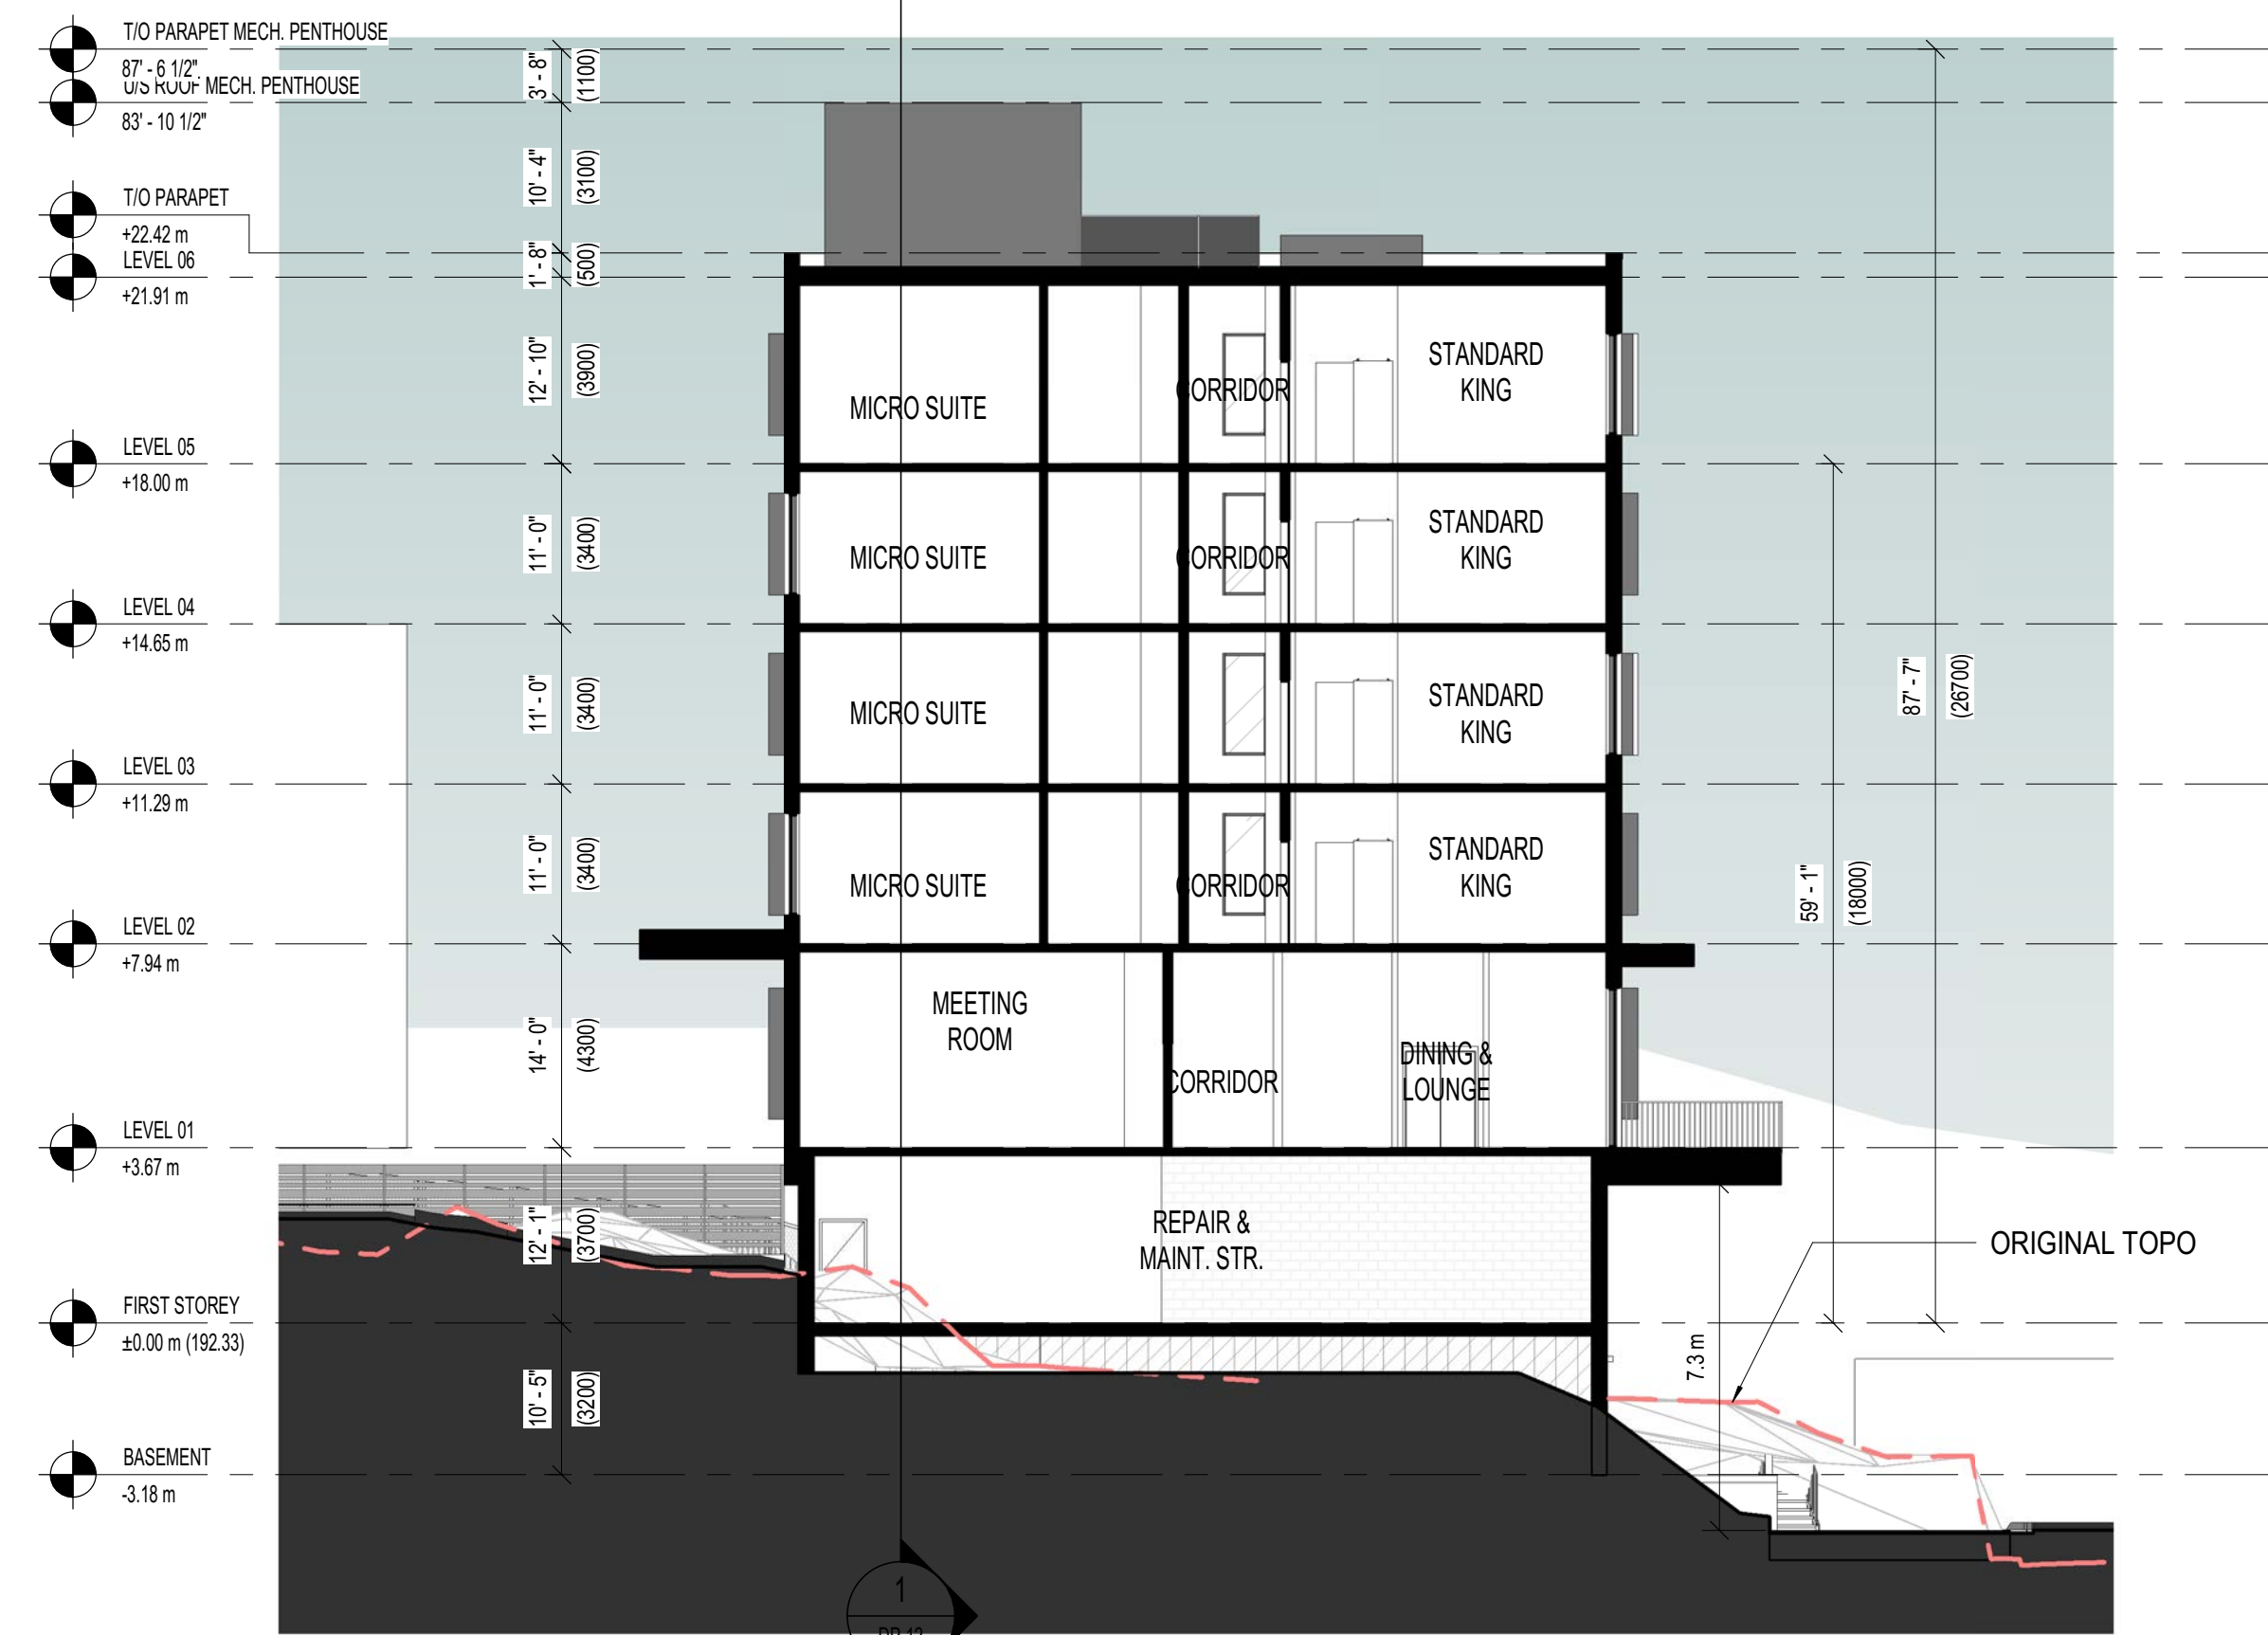 T/O PARAPET MECH. PENTHOUSE
87' - 6 1/2"
U/S ROOF MECH. PENTHOUSE
83' - 10 1/2"
T/O PARAPET
+22.42 m
LEVEL 06
+21.91 m
LEVEL 05
+18.00 m
LEVEL 04
+14.65 m
LEVEL 03
+11.29 m
LEVEL 02
+7.94 m
LEVEL 01
+3.67 m
FIRST STOREY
±0.00 m (192.33)
BASEMENT
-3.18 m
3' - 8"
(1100)
10' - 4"
(3100)
1' - 8"
(500)
12' - 10"
(3900)
11' - 0"
(3400)
11' - 0"
(3400)
11' - 0"
(3400)
14' - 0"
(4300)
12' - 1"
(3700)
10' - 5"
(3200)
MICRO SUITE
CORRIDOR
STANDARD
KING
MICRO SUITE
CORRIDOR
STANDARD
KING
MICRO SUITE
STANDARD
KING
MICRO SUITE
CORRIDOR
STANDARD
KING
MEETING
ROOM
CORRIDOR
DINING &
LOUNGE
REPAIR &
MAINT. STR.
59' - 1"
(18000)
87' - 7"
(26700)
7.3 m
ORIGINAL TOPO
1